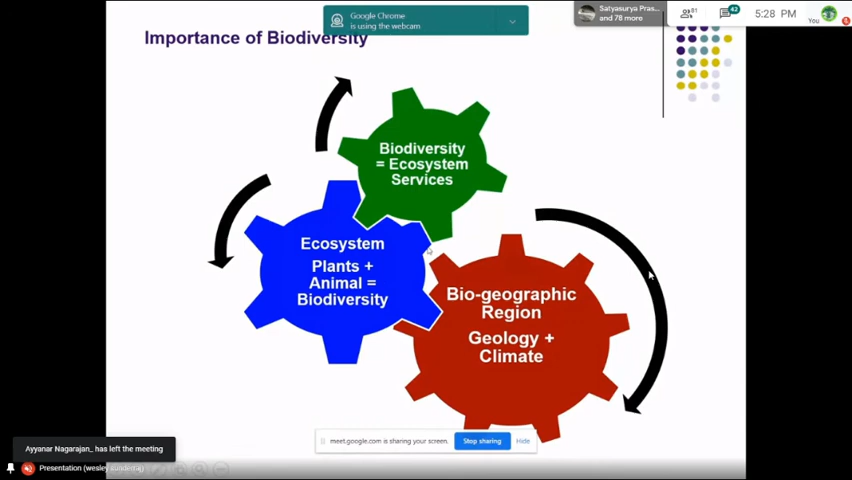 Google Chrome
is using the webcam
Satyasurya Pras...
and 78 more
81
42
5:28 PM
You
Importance of Biodiversity
Biodiversity
= Ecosystem
Services
Ecosystem
Plants +
Animal =
Biodiversity
Bio-geographic
Region
Geology +
Climate
meet.google.com is sharing your screen.
Stop sharing
Hide
Ayyanar Nagarajan_ has left the meeting
Presentation (wesley sunderraj)